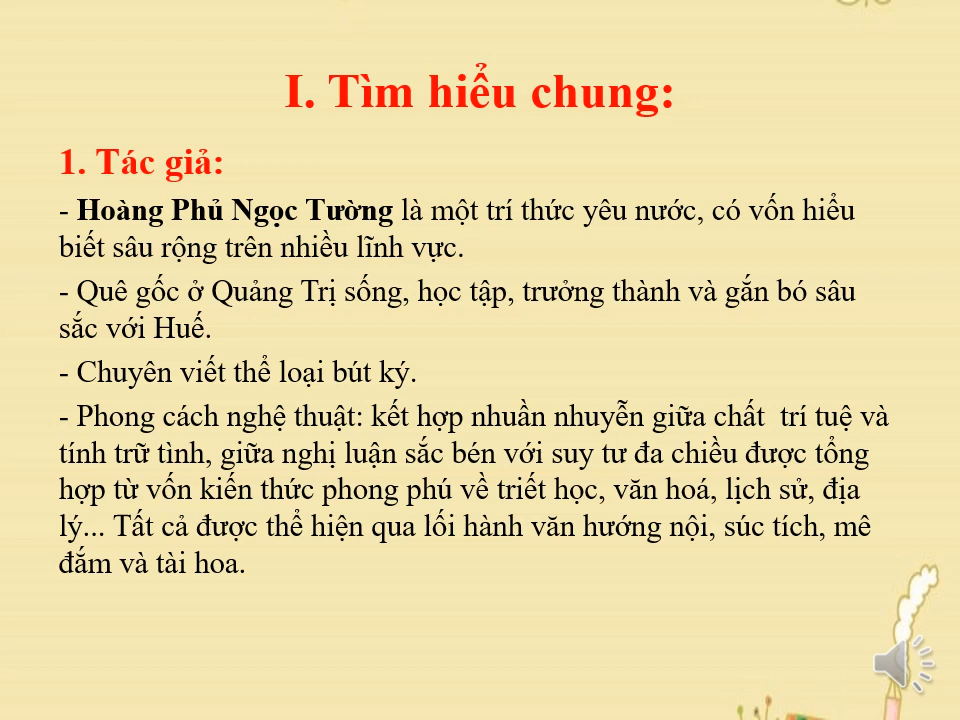 I. Tìm hiểu chung:
1. Tác giả:
- Hoàng Phủ Ngọc Tường là một trí thức yêu nước, có vốn hiểu
biết sâu rộng trên nhiều lĩnh vực.
- Quê gốc ở Quảng Trị sống, học tập, trưởng thành và gắn bó sâu
sắc với Huế.
- Chuyên viết thể loại bút ký.
- Phong cách nghệ thuật: kết hợp nhuần nhuyễn giữa chất  trí tuệ và
tính trữ tình, giữa nghị luận sắc bén với suy tư đa chiều được tổng
hợp từ vốn kiến thức phong phú về triết học, văn hoá, lịch sử, địa
lý... Tất cả được thể hiện qua lối hành văn hướng nội, súc tích, mê
đắm và tài hoa.